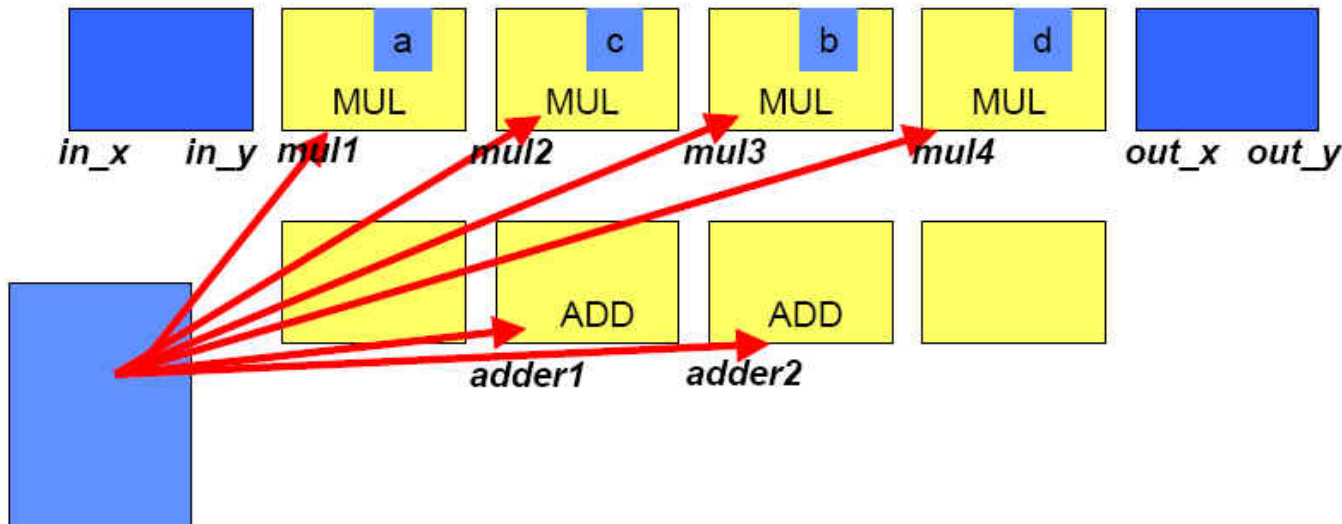 a c b d
MUL MUL MUL MUL
in_x in_y mul1 mul2 mul3 mul4 out_x out_y
ADD ADD
adder1 adder2